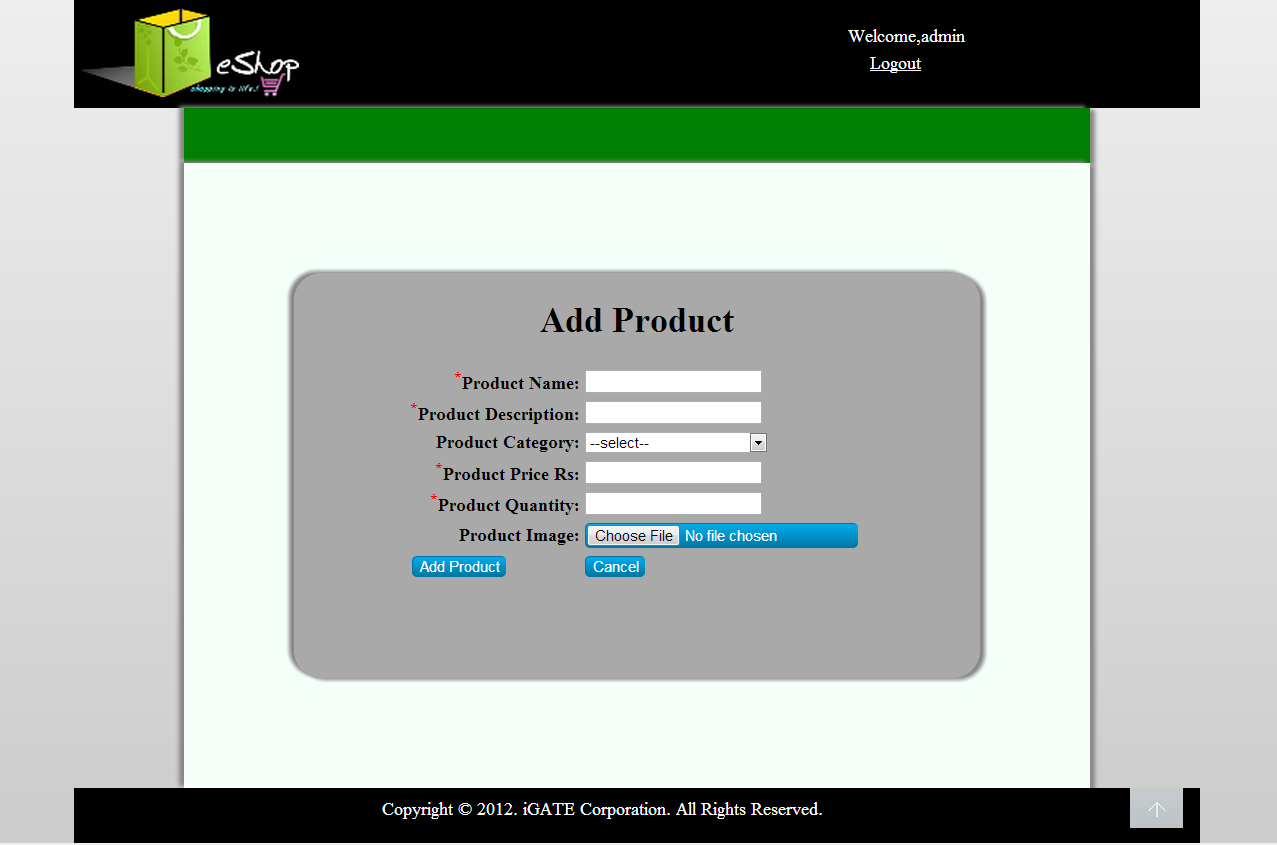 eShop
shopping is life!
Welcome,admin
Logout
Add Product
*Product Name:
*Product Description:
Product Category: --select--
*Product Price Rs:
*Product Quantity:
Product Image: Choose File No file chosen
Add Product Cancel
Copyright © 2012. iGATE Corporation. All Rights Reserved.